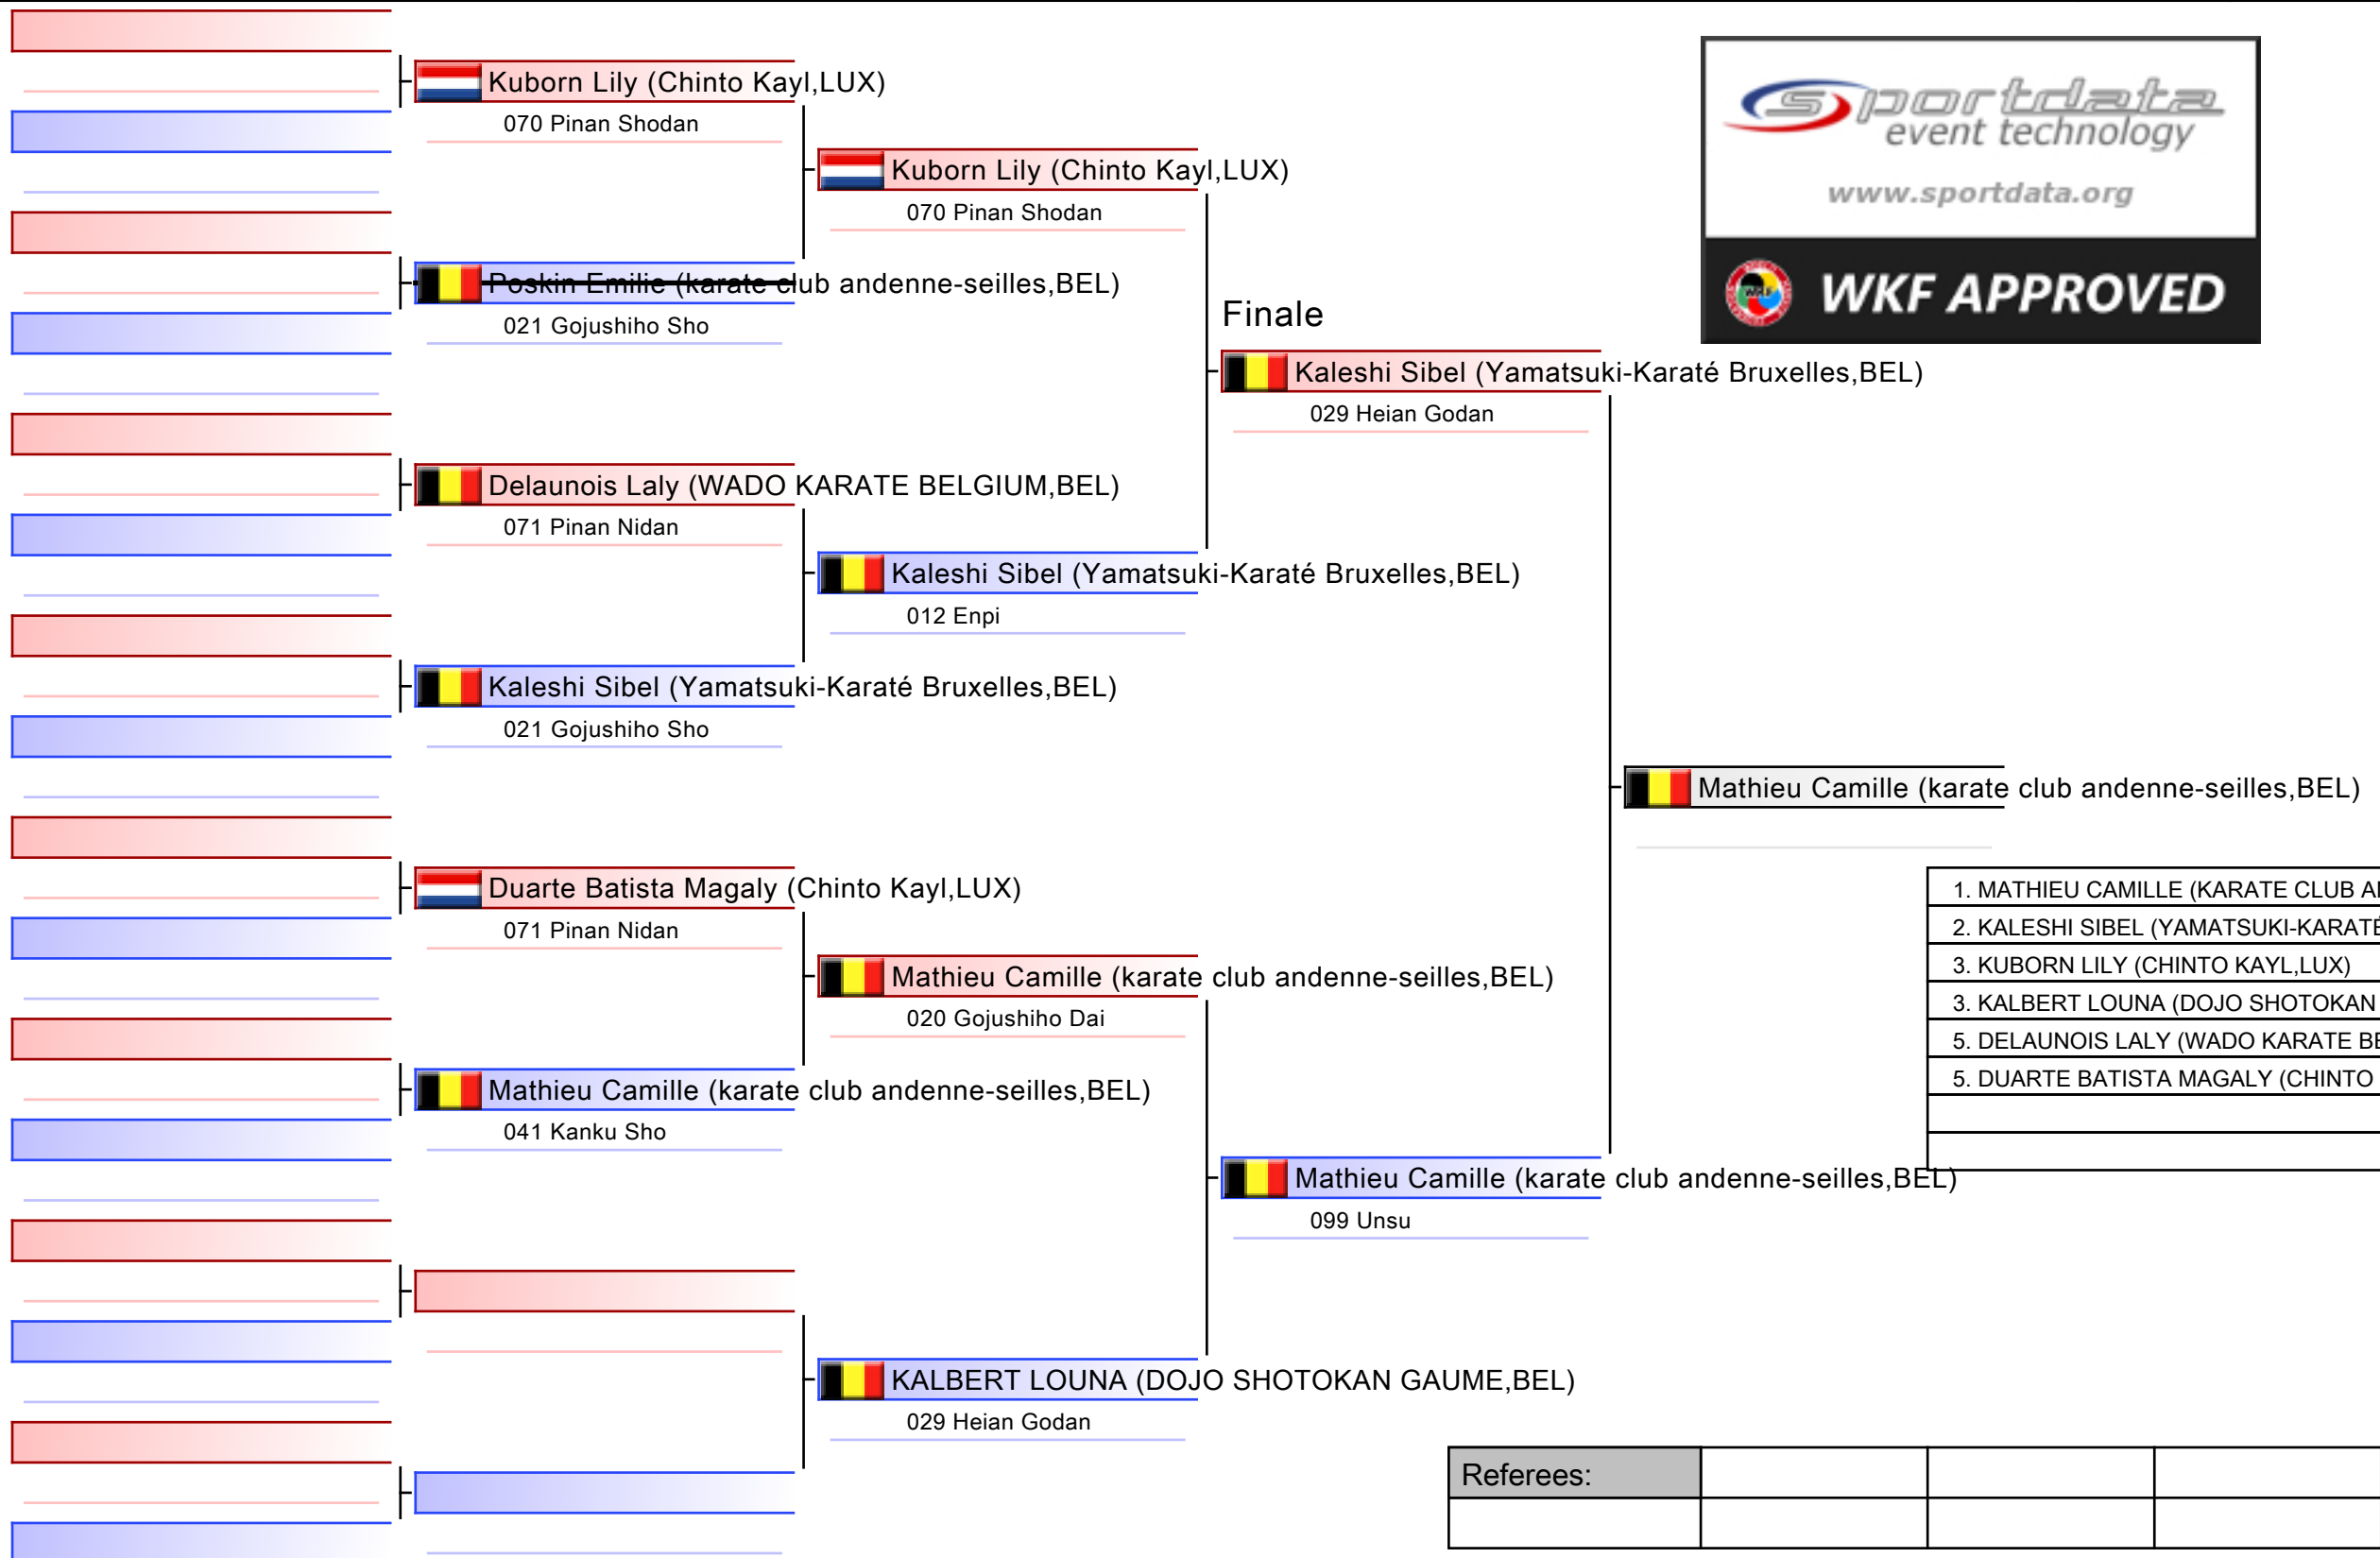 Kuborn Lily (Chinto Kayl,LUX)
070 Pinan Shodan
Kuborn Lily (Chinto Kayl,LUX)
070 Pinan Shodan
Poskin Emilie (karate club andenne-seilles,BEL)
021 Gojushiho Sho
sportdata
event technology
www.sportdata.org
WKF APPROVED
Finale
Kaleshi Sibel (Yamatsuki-Karaté Bruxelles,BEL)
029 Heian Godan
Delaunois Laly (WADO KARATE BELGIUM,BEL)
071 Pinan Nidan
Kaleshi Sibel (Yamatsuki-Karaté Bruxelles,BEL)
012 Enpi
Kaleshi Sibel (Yamatsuki-Karaté Bruxelles,BEL)
021 Gojushiho Sho
Mathieu Camille (karate club andenne-seilles,BEL)
Duarte Batista Magaly (Chinto Kayl,LUX)
071 Pinan Nidan
Mathieu Camille (karate club andenne-seilles,BEL)
020 Gojushiho Dai
Mathieu Camille (karate club andenne-seilles,BEL)
041 Kanku Sho
1. MATHIEU CAMILLE (KARATE CLUB
2. KALESHI SIBEL (YAMATSUKI-KARATÉ
3. KUBORN LILY (CHINTO KAYL,LUX)
3. KALBERT LOUNA (DOJO SHOTOKAN
5. DELAUNOIS LALY (WADO KARATE
5. DUARTE BATISTA MAGALY (CHINTO
Mathieu Camille (karate club andenne-seilles,BEL)
099 Unsu
KALBERT LOUNA (DOJO SHOTOKAN GAUME,BEL)
029 Heian Godan
Referees: